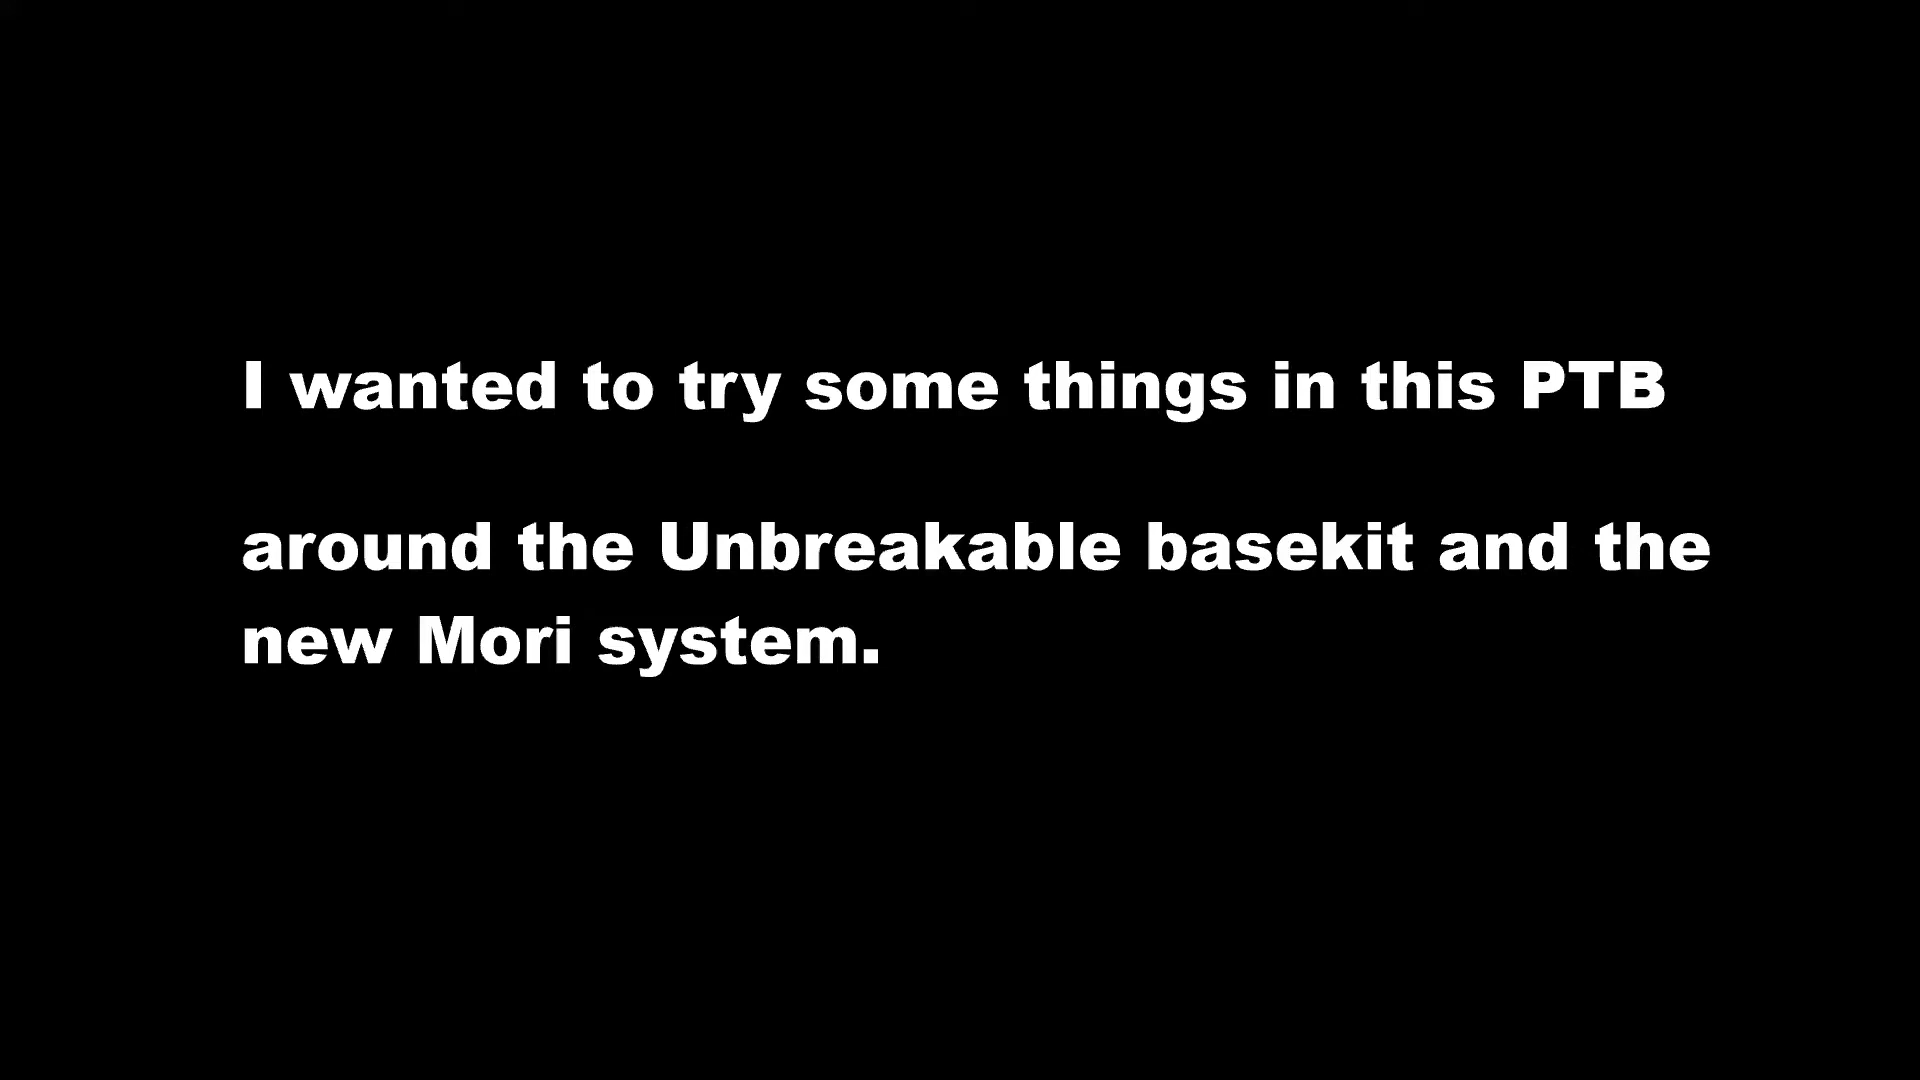 I wanted to try some things in this PTB
around the Unbreakable basekit and the
new Mori system.